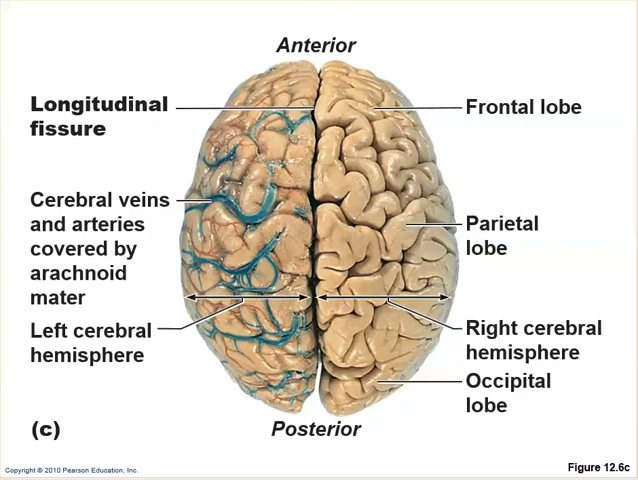 Anterior
Longitudinal
fissure
Frontal lobe
Cerebral veins
and arteries
covered by
arachnoid
mater
Parietal
lobe
Left cerebral
hemisphere
Right cerebral
hemisphere
Occipital
lobe
(c)
Posterior
Copyright © 2010 Pearson Education, Inc.
Figure 12.6c